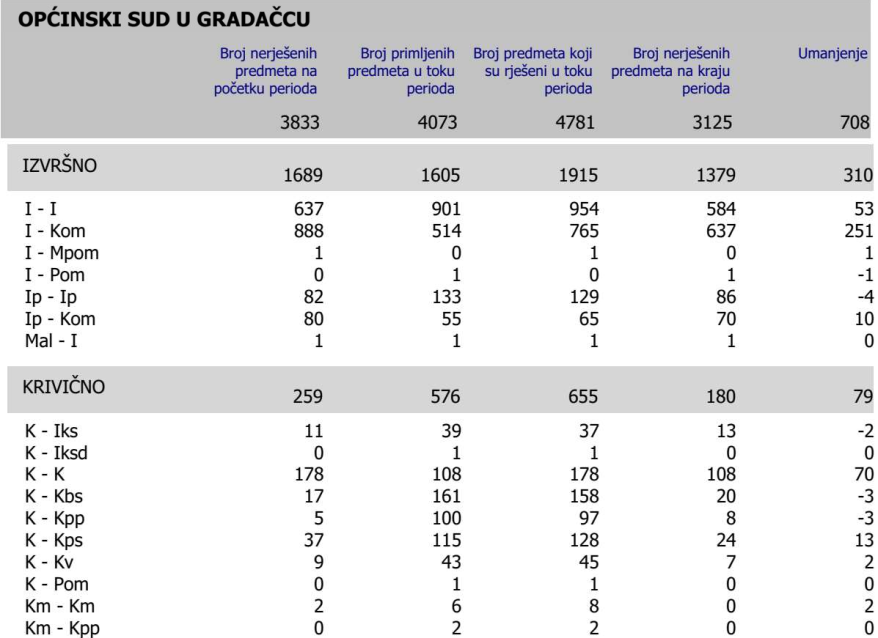 OPĆINSKI SUD U GRADAČCU
Broj nerješenih predmeta na početku perioda Broj primljenih predmeta u toku perioda Broj predmeta koji su rješeni u toku perioda Broj nerješenih predmeta na kraju perioda Umanjenje
3833 4073 4781 3125 708
IZVRŠNO 1689 1605 1915 1379 310
I - I 637 901 954 584 53
I - Kom 888 514 765 637 251
I - Mpom 1 0 1 0 1
I - Pom 0 1 0 1 -1
Ip - Ip 82 133 129 86 -4
Ip - Kom 80 55 65 70 10
Mal - I 1 1 1 1 0
KRIVIČNO 259 576 655 180 79
K - Iks 11 39 37 13 -2
K - Iksd 0 1 1 0 0
K - K 178 108 178 108 70
K - Kbs 17 161 158 20 -3
K - Kpp 5 100 97 8 -3
K - Kps 37 115 128 24 13
K - Kv 9 43 45 7 2
K - Pom 0 1 1 0 0
Km - Km 2 6 8 0 2
Km - Kpp 0 2 2 0 0